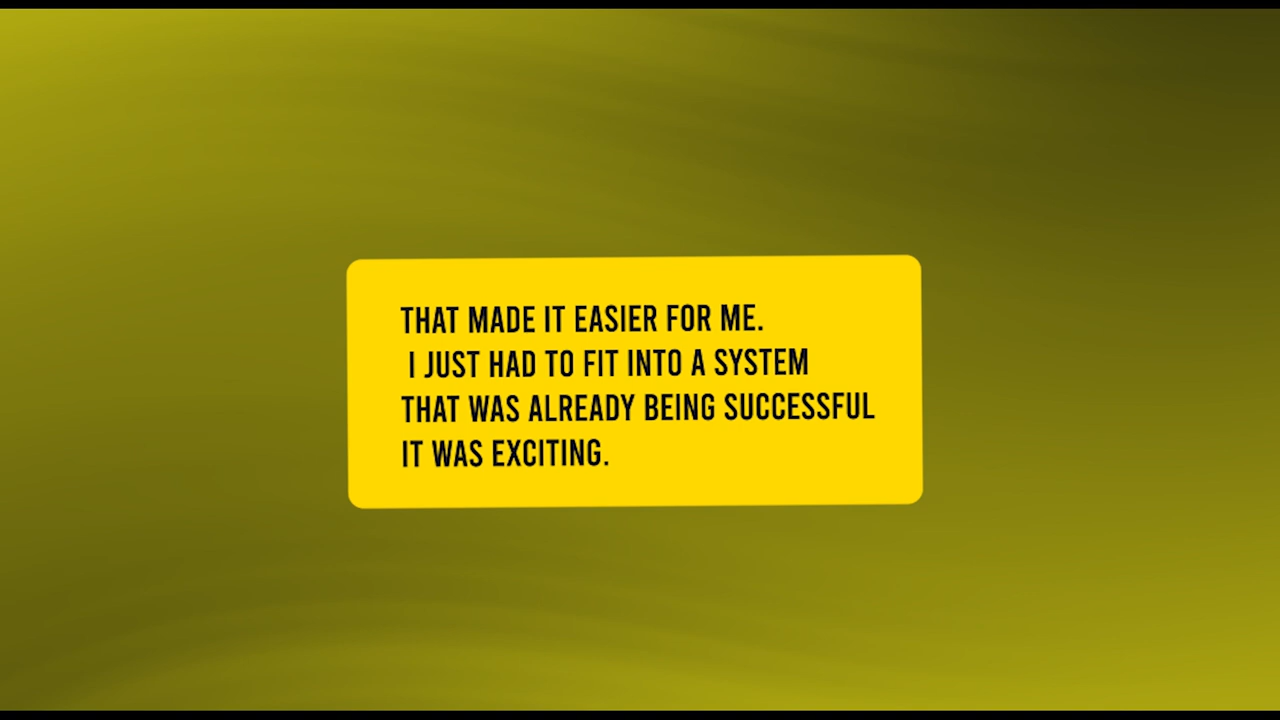 THAT MADE IT EASIER FOR ME.
I JUST HAD TO FIT INTO A SYSTEM
THAT WAS ALREADY BEING SUCCESSFUL
IT WAS EXCITING.